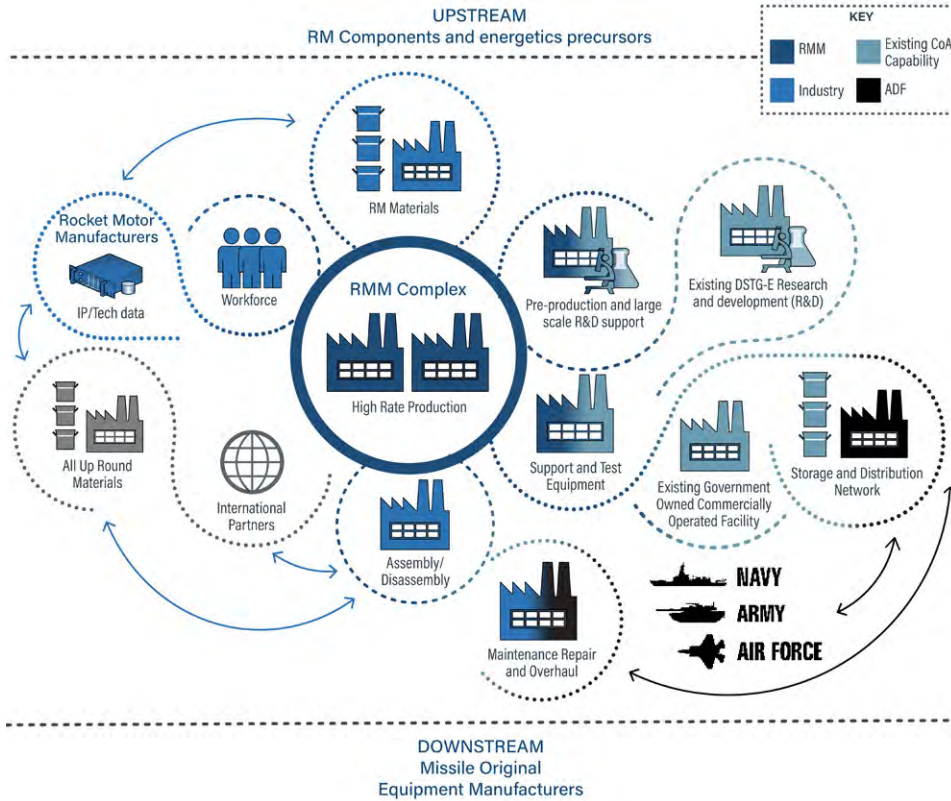 UPSTREAM
RM Components and energetics precursors
KEY
RMM
Existing CoA
Capability
Industry
ADF
RM Materials
Rocket Motor
Manufacturers
IP/Tech data
Workforce
RMM Complex
High Rate Production
Pre-production and large
scale R&D support
Existing DSTG-E Research
and development (R&D)
All Up Round
Materials
International
Partners
Support and Test
Equipment
Existing Government
Owned Commercially
Operated Facility
Storage and Distribution
Network
Assembly/
Disassembly
Maintenance Repair
and Overhaul
NAVY
ARMY
AIR FORCE
DOWNSTREAM
Missile Original
Equipment Manufacturers